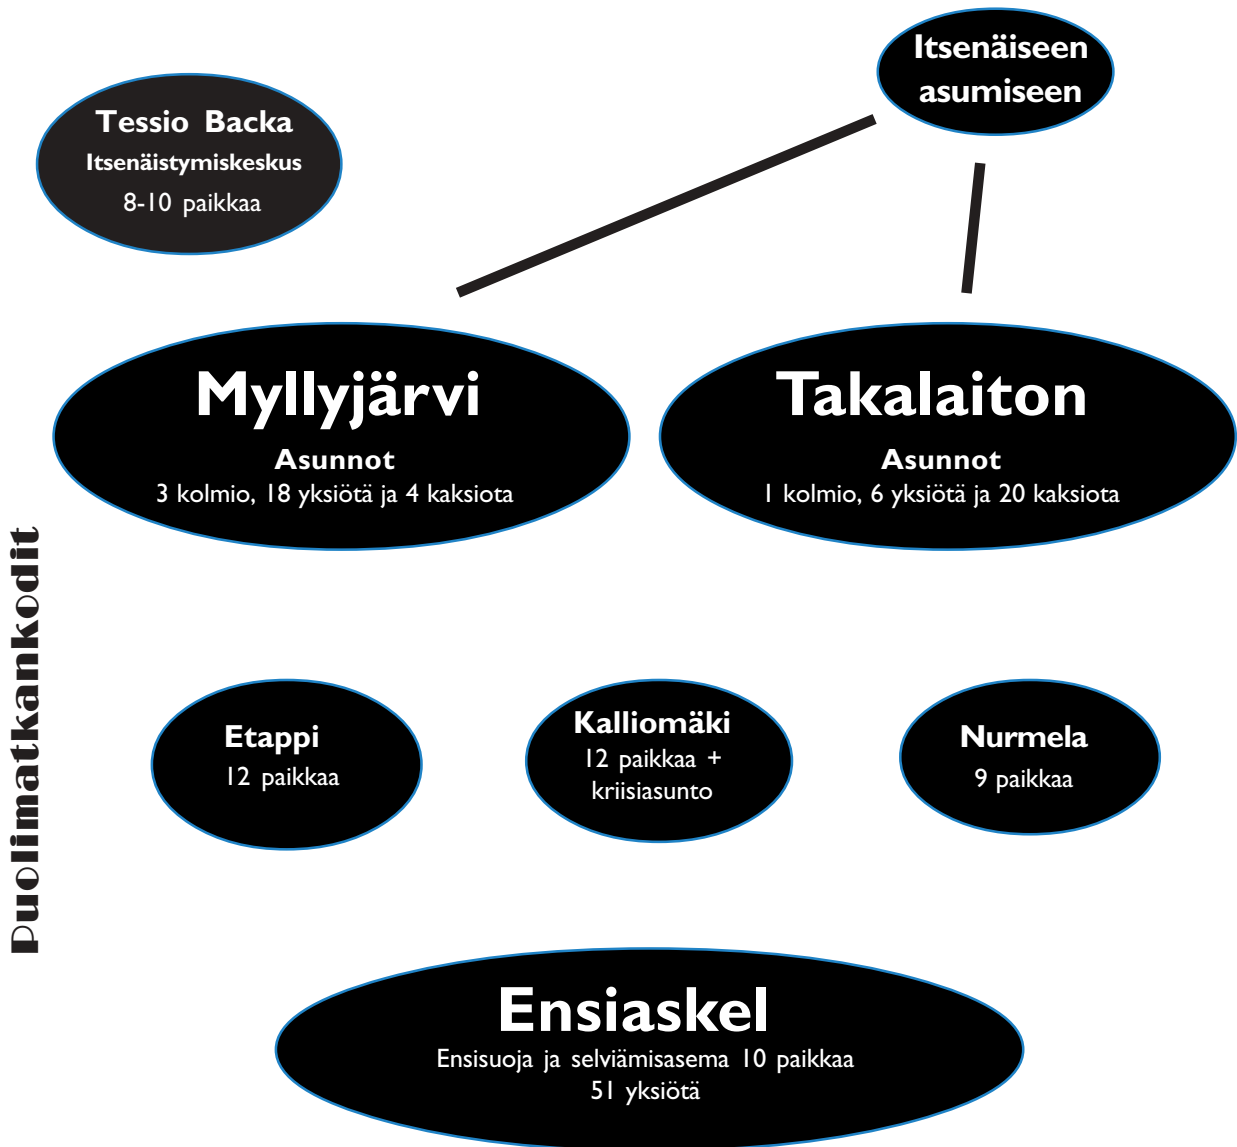 Itsenäiseen
asumiseen
Tessio Backa
Itsenäistymiskeskus
8-10 paikkaa
Myllyjärvi
Asunnot
3 kolmio, 18 yksiötä ja 4 kaksiota
Takalaiton
Asunnot
1 kolmio, 6 yksiötä ja 20 kaksiota
Puolimatkankodit
Etappi
12 paikkaa
Kalliomäki
12 paikkaa +
kriisiasunto
Nurmela
9 paikkaa
Ensiaskel
Ensisuoja ja selviämisasema 10 paikkaa
51 yksiötä